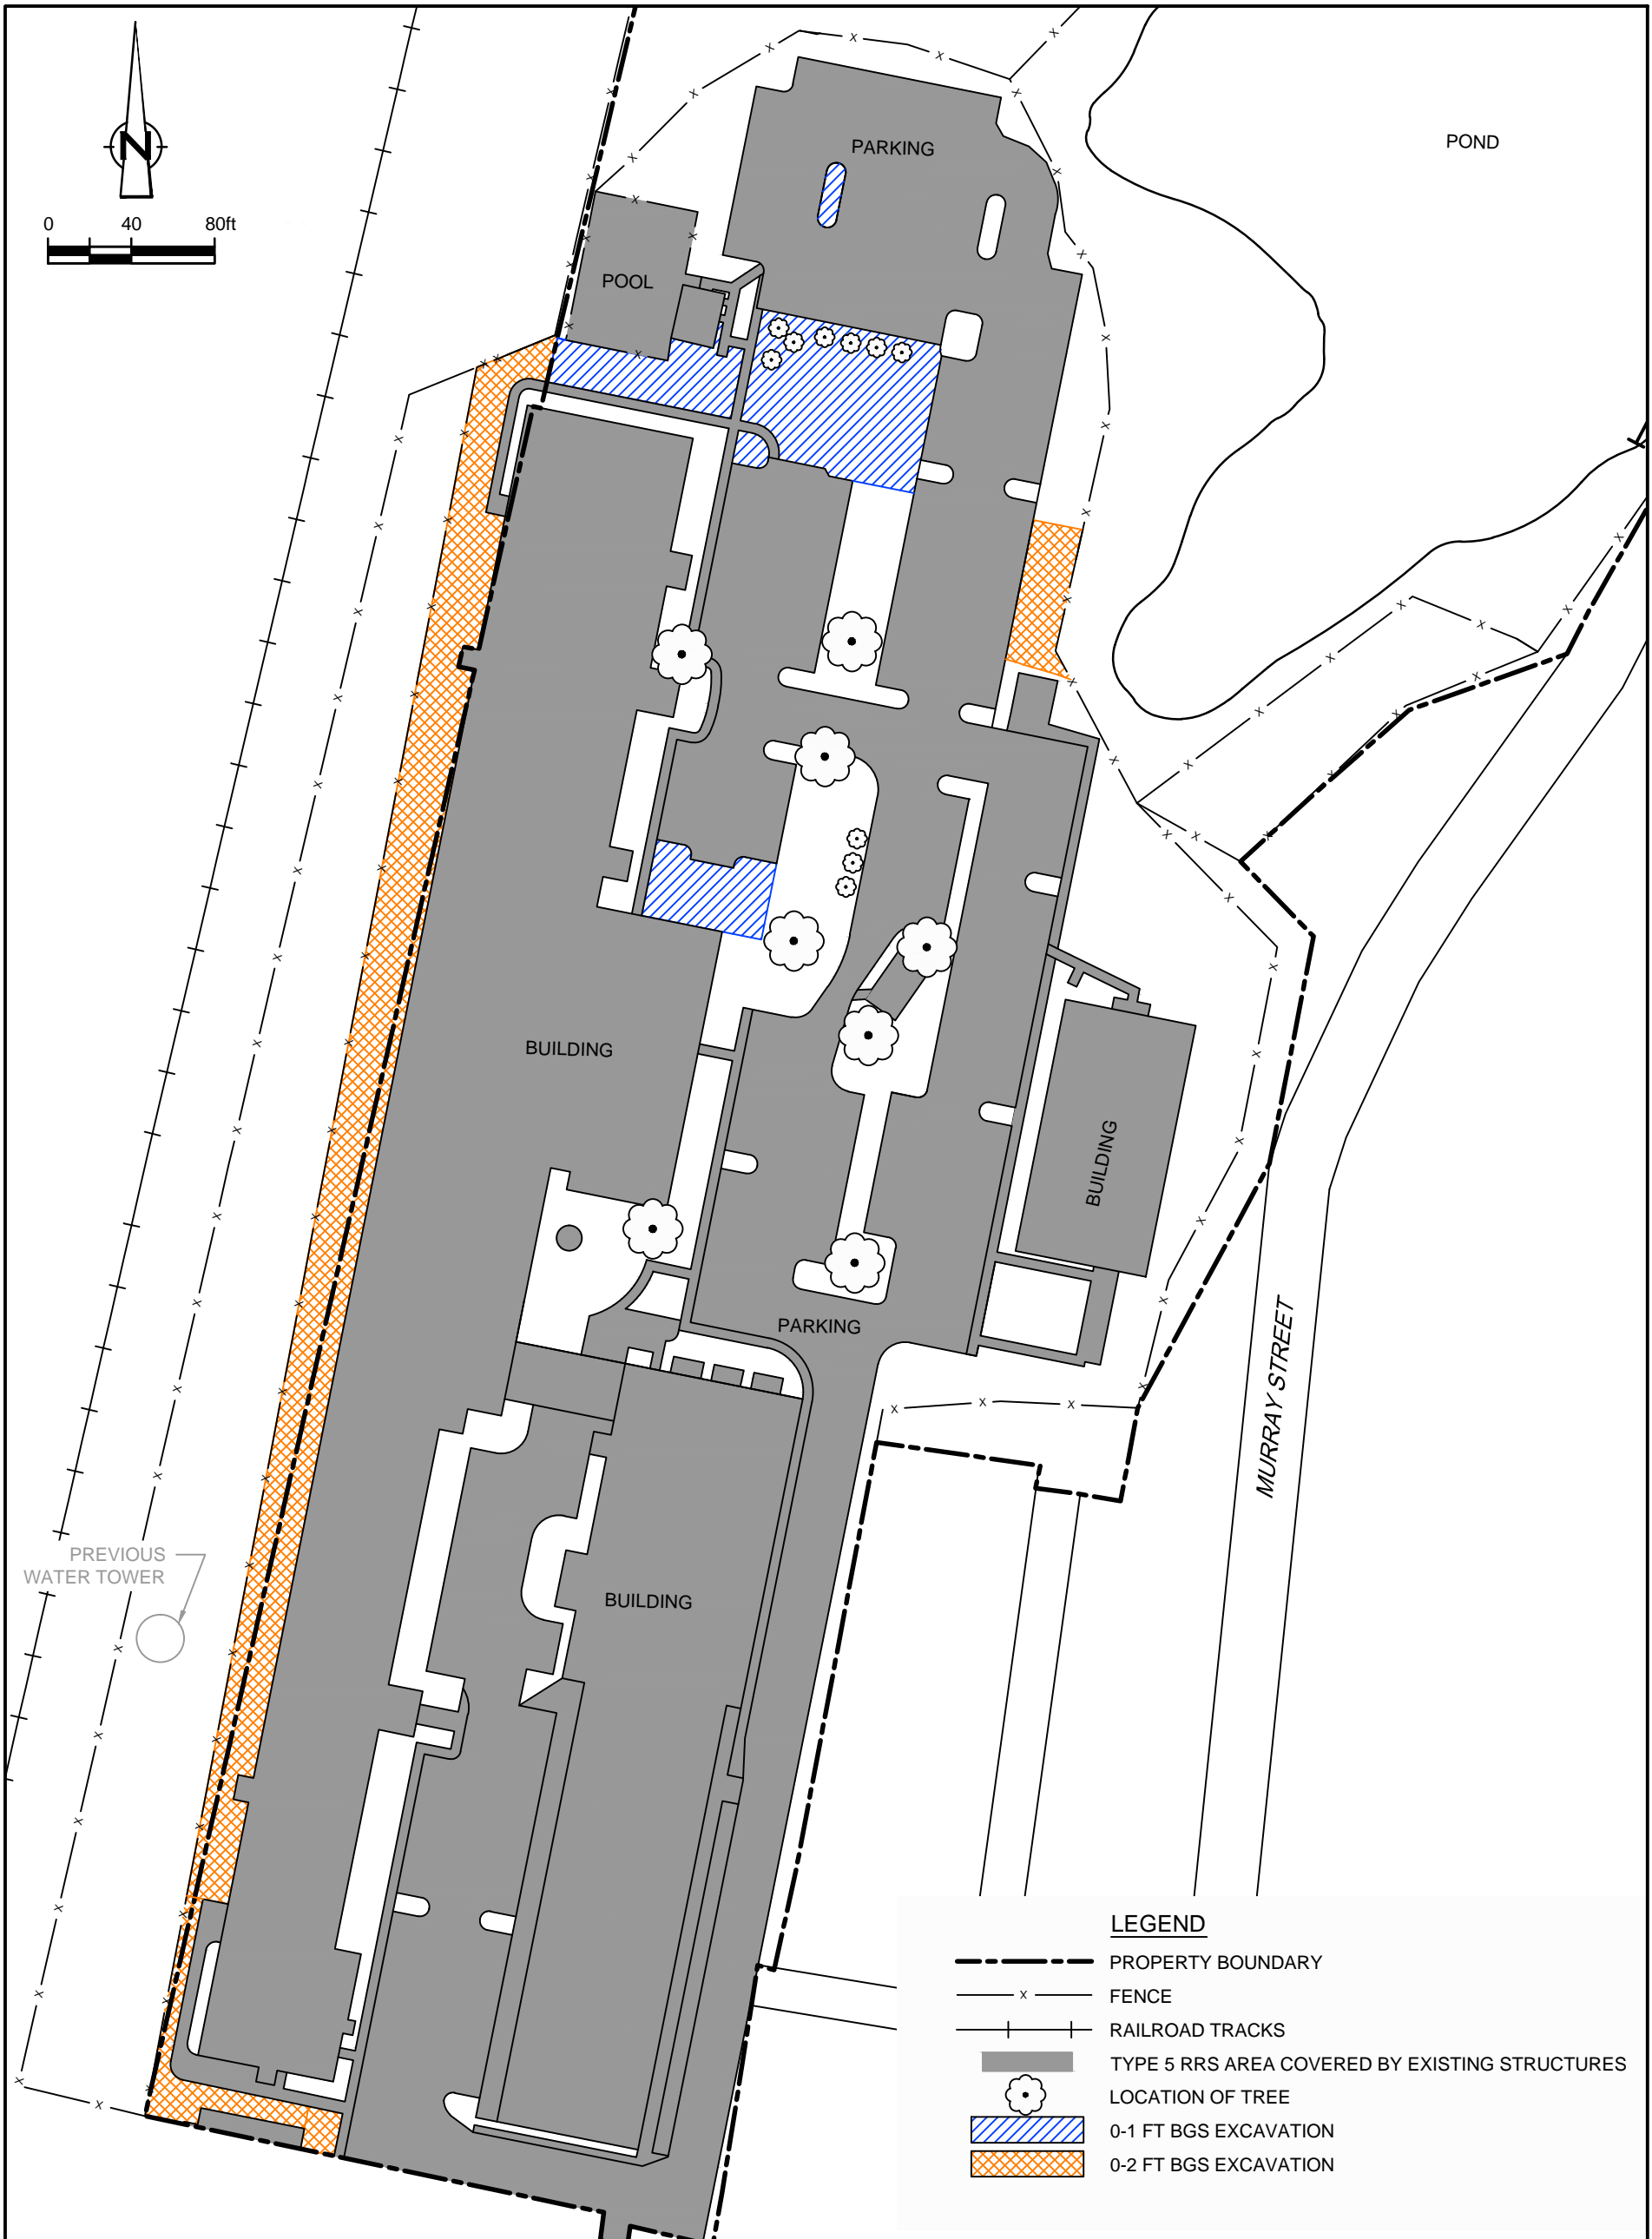 N
0 40 80ft
POND
PARKING
POOL
BUILDING
BUILDING
PARKING
MURRAY STREET
PREVIOUS
WATER TOWER
BUILDING
LEGEND
PROPERTY BOUNDARY
x FENCE
RAILROAD TRACKS
TYPE 5 RRS AREA COVERED BY EXISTING STRUCTURES
LOCATION OF TREE
0-1 FT BGS EXCAVATION
0-2 FT BGS EXCAVATION